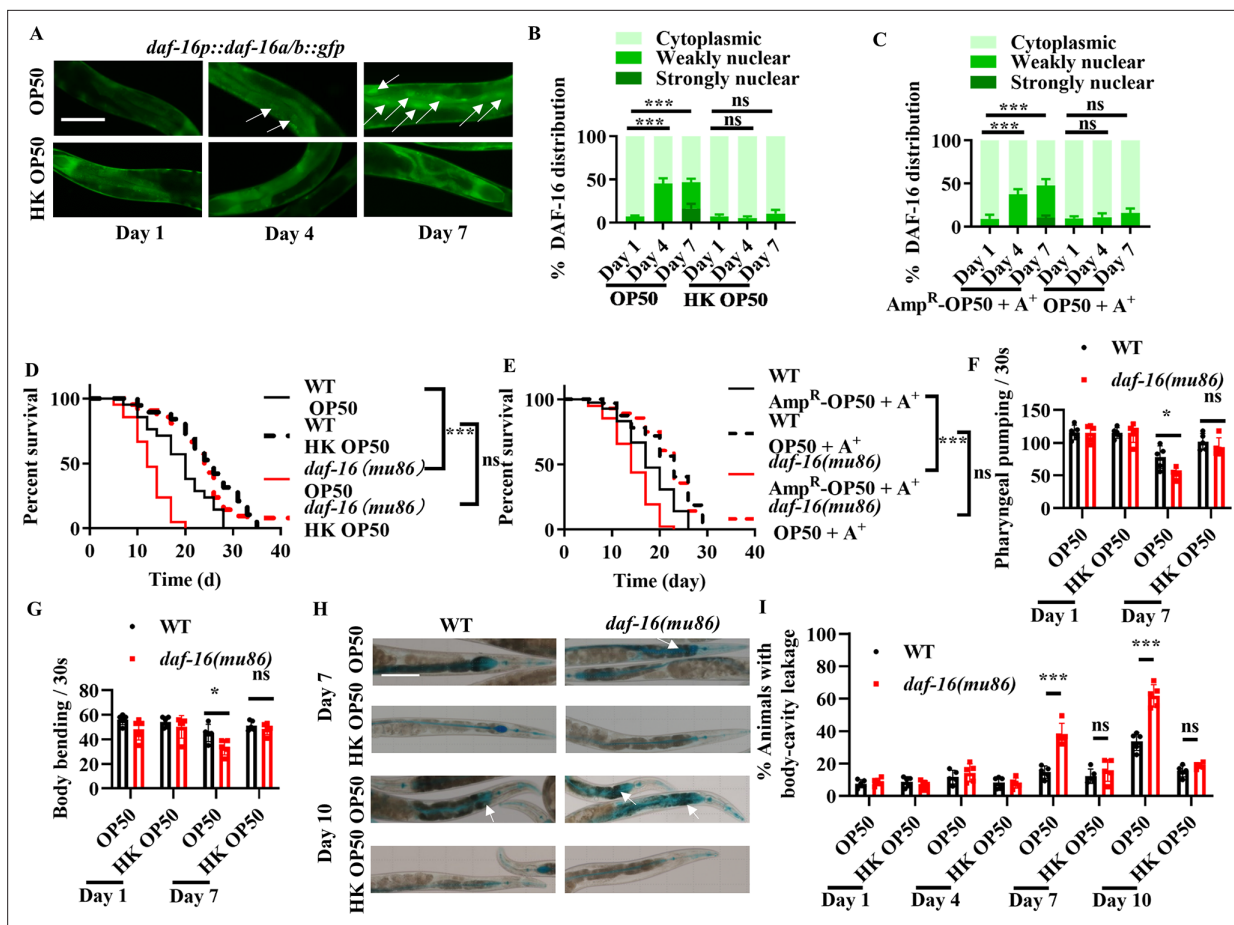 A
daf-16p::daf-16a/b::gfp
OP50
HK OP50
Day 1
Day 4
Day 7
B
Cytoplasmic
Weakly nuclear
Strongly nuclear
ns
***
***
ns
% DAF-16 distribution
100
50
0
Day 1
Day 4
Day 7
Day 1
Day 4
Day 7
OP50
HK OP50
C
Cytoplasmic
Weakly nuclear
Strongly nuclear
ns
***
***
ns
% DAF-16 distribution
100
50
0
Day 1
Day 4
Day 7
Day 1
Day 4
Day 7
Amp^R-OP50 + A^+
OP50 + A^+
D
Percent survival
100
50
0
0
10
20
30
40
Time (d)
WT
OP50
WT
HK OP50
daf-16 (mu86)
OP50
daf-16 (mu86)
HK OP50
***
ns
E
Percent survival
100
50
0
0
10
20
30
40
Time (day)
WT
Amp^R-OP50 + A^+
WT
OP50 + A^+
daf-16(mu86)
Amp^R-OP50 + A^+
daf-16(mu86)
OP50 + A^+
***
ns
F
WT
daf-16(mu86)
ns
*
Pharyngeal pumping / 30s
150
100
50
0
OP50
HK OP50
OP50
HK OP50
Day 1
Day 7
G
WT
daf-16(mu86)
ns
*
Body bending / 30s
80
60
40
20
0
OP50
HK OP50
OP50
HK OP50
Day 1
Day 7
H
WT
daf-16(mu86)
Day 7
OP50
HK OP50
Day 10
OP50
HK OP50
I
WT
daf-16(mu86)
***
ns
***
ns
% Animals with
body-cavity leakage
100
80
60
40
20
0
OP50
HK OP50
OP50
HK OP50
OP50
HK OP50
OP50
HK OP50
Day 1
Day 4
Day 7
Day 10